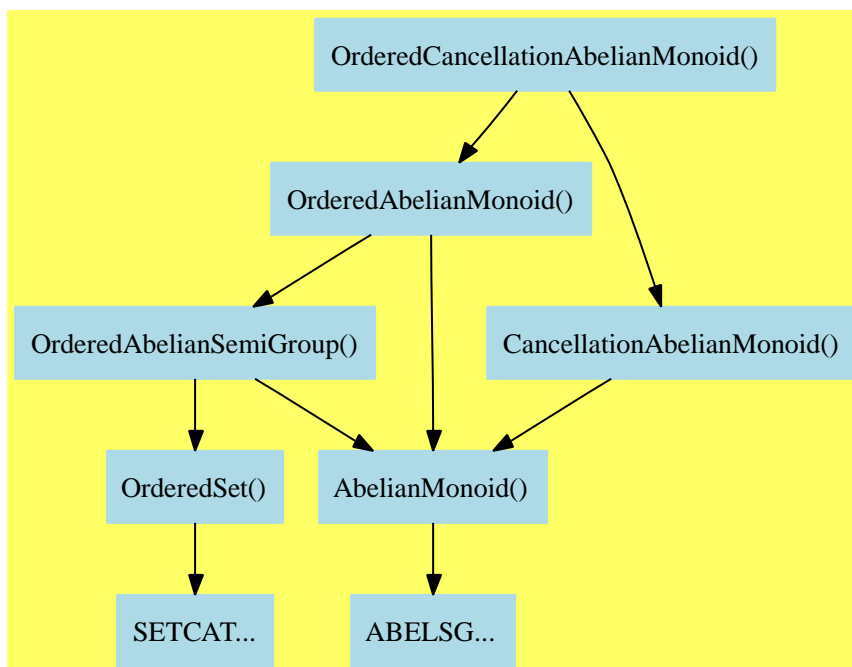 OrderedCancellationAbelianMonoid()
OrderedAbelianMonoid()
OrderedAbelianSemiGroup()
CancellationAbelianMonoid()
OrderedSet()
AbelianMonoid()
SETCAT...
ABELSG...